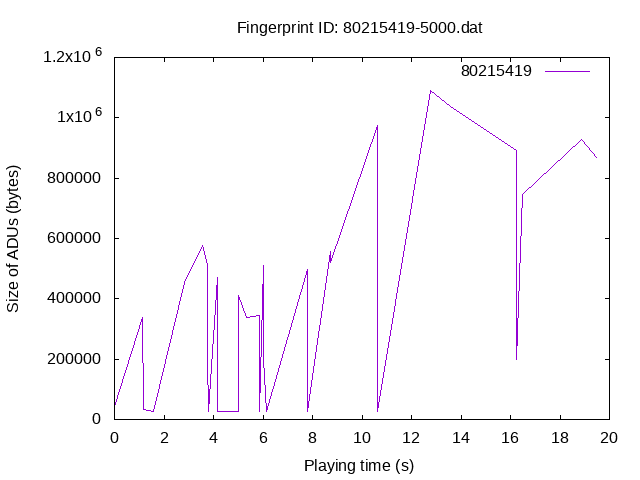 Fingerprint ID: 80215419-5000.dat
80215419
Size of ADUs (bytes)
1.2x10^6
1x10^6
800000
600000
400000
200000
0
0 2 4 6 8 10 12 14 16 18 20
Playing time (s)